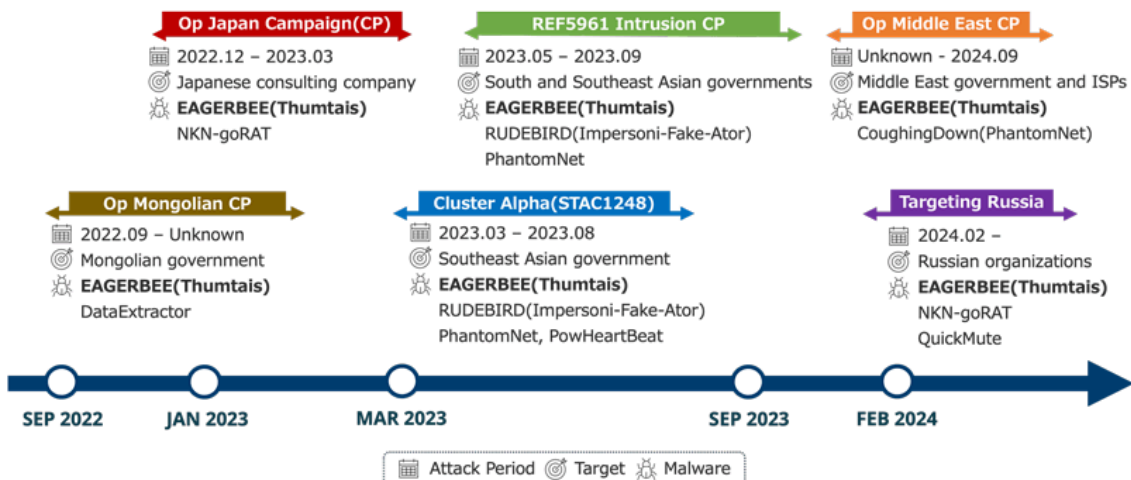 Op Japan Campaign(CP)
2022.12 – 2023.03
Japanese consulting company
EAGERBEE(Thumtais)
NKN-goRAT
REF5961 Intrusion CP
2023.05 – 2023.09
South and Southeast Asian governments
EAGERBEE(Thumtais)
RUDEBIRD(Impersoni-Fake-Ator)
PhantomNet
Op Middle East CP
Unknown - 2024.09
Middle East government and ISPs
EAGERBEE(Thumtais)
CoughingDown(PhantomNet)
Op Mongolian CP
2022.09 – Unknown
Mongolian government
EAGERBEE(Thumtais)
DataExtractor
Cluster Alpha(STAC1248)
2023.03 – 2023.08
Southeast Asian government
EAGERBEE(Thumtais)
RUDEBIRD(Impersoni-Fake-Ator)
PhantomNet, PowHeartBeat
Targeting Russia
2024.02 –
Russian organizations
EAGERBEE(Thumtais)
NKN-goRAT
QuickMute
SEP 2022
JAN 2023
MAR 2023
SEP 2023
FEB 2024
Attack Period Target Malware